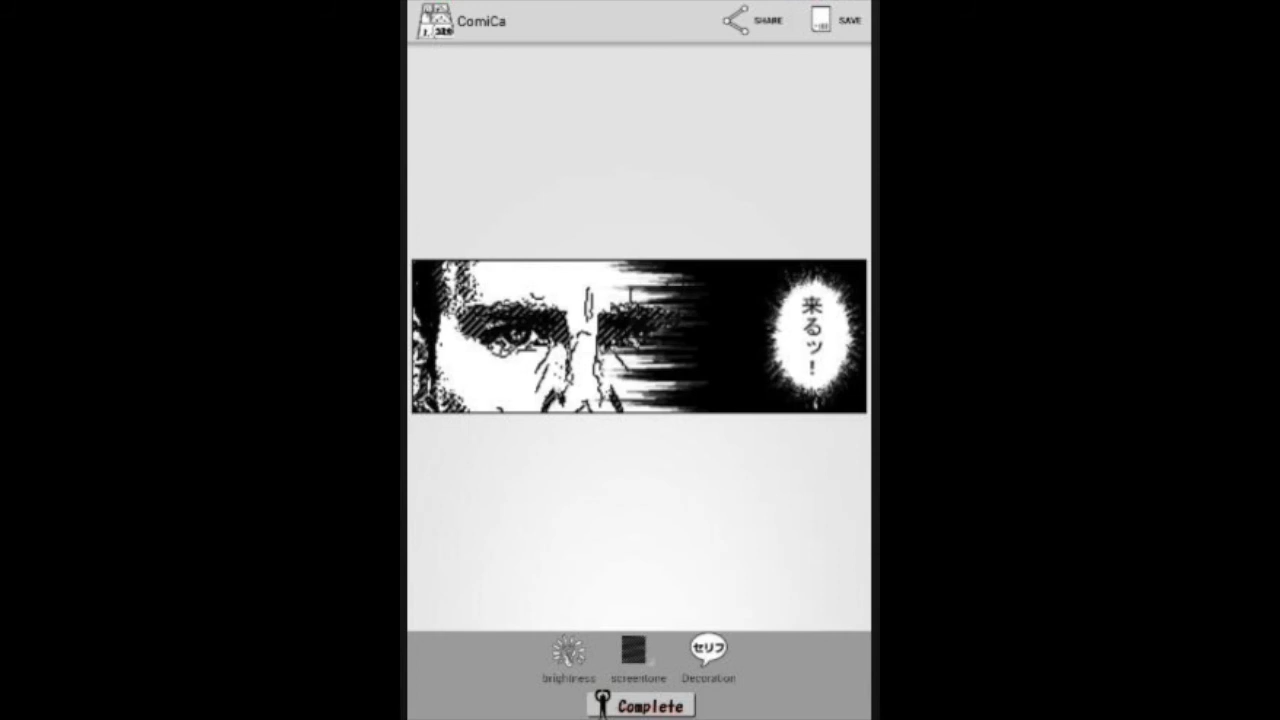 ComiCa
SHARE
SAVE
来るッ！
セリフ
brightness
screentone
Decoration
Complete